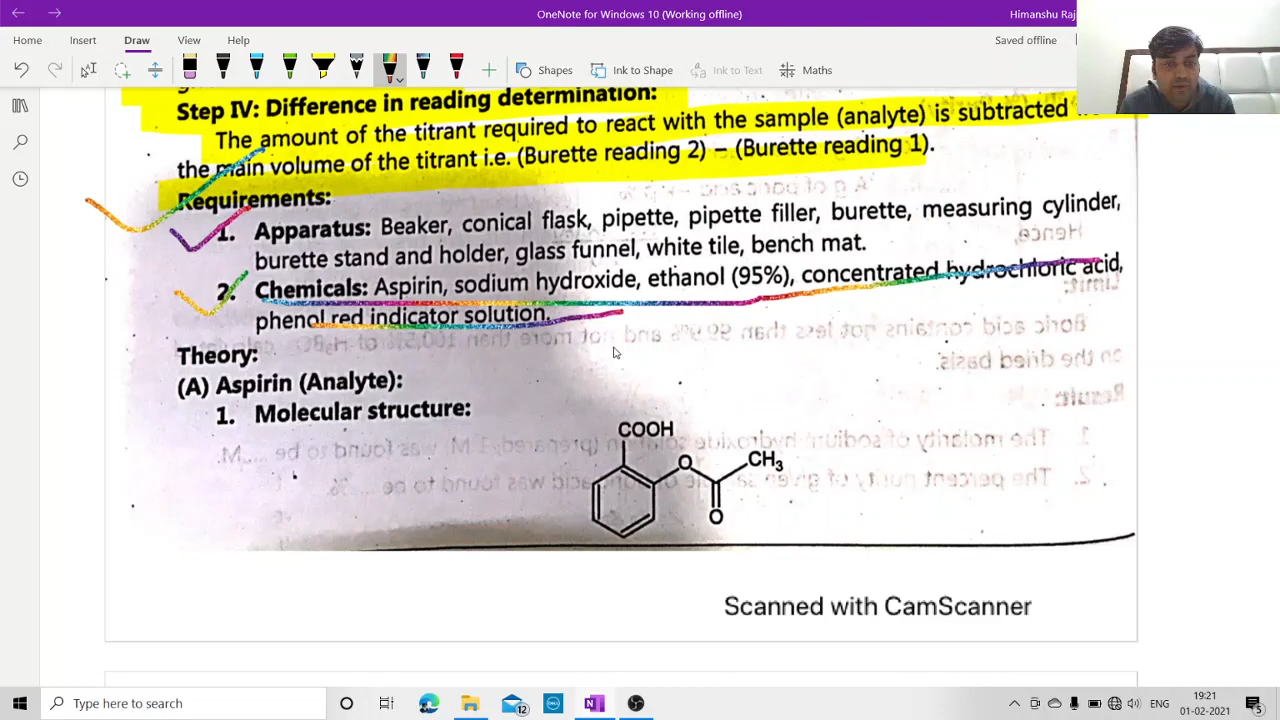 OneNote for Windows 10 (Working offline)
Himanshu Raj
Home Insert Draw View Help
Saved offline
Shapes Ink to Shape Ink to Text Maths
Step IV: Difference in reading determination:
The amount of the titrant required to react with the sample (analyte) is subtracted
the main volume of the titrant i.e. (Burette reading 2) – (Burette reading 1).
Requirements:
1. Apparatus: Beaker, conical flask, pipette, pipette filler, burette, measuring cylinder,
burette stand and holder, glass funnel, white tile, bench mat.
2. Chemicals: Aspirin, sodium hydroxide, ethanol (95%), concentrated hydrochloric acid,
phenol red indicator solution.
Theory:
(A) Aspirin (Analyte):
1. Molecular structure:
COOH
O
CH3
O
Scanned with CamScanner
Type here to search
12
DELL
ENG
19:21
01-02-2021
5